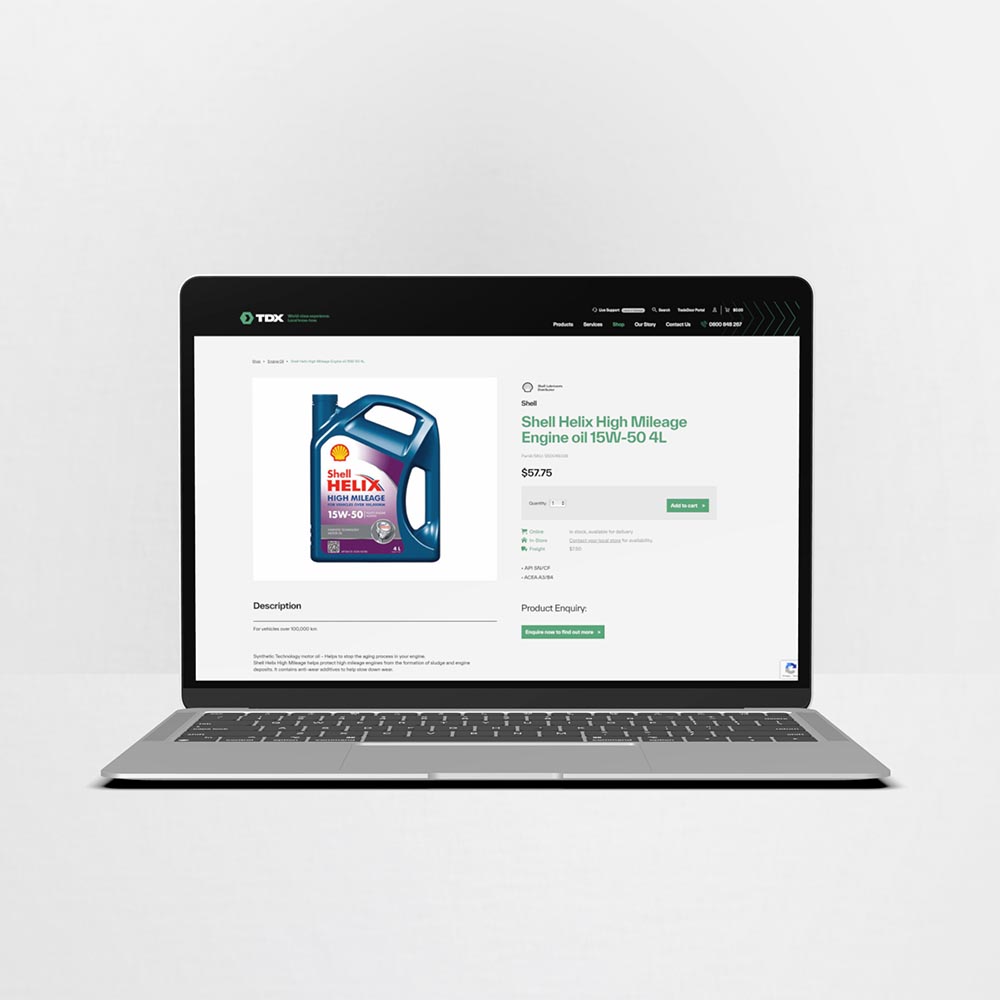 TDX
World-class experience.
Local know-how.
Live Support
Search
TradeDoor Portal
$0.00
Products
Services
Shop
Our Story
Contact Us
0800 848 267
Shop > Engine Oil > Shell Helix High Mileage Engine oil 15W-50 4L
Shell
HELIX
HIGH MILEAGE
FOR VEHICLES OVER 100,000KM
15W-50
4 L
Shell Lubricants
Distributor
Shell
Shell Helix High Mileage
Engine oil 15W-50 4L
$57.75
Quantity
1
Add to cart
Online
In stock, available for delivery
In-Store
Contact your local store for availability.
Freight
$7.50
• API SN/CF
• ACEA A3/B4
Product Enquiry:
Enquire now to find out more
Description
For vehicles over 100,000 km
Synthetic Technology motor oil – Helps to stop the aging process in your engine.
Shell Helix High Mileage helps protect high mileage engines from the formation of sludge and engine
deposits. It contains anti-wear additives to help slow down wear.